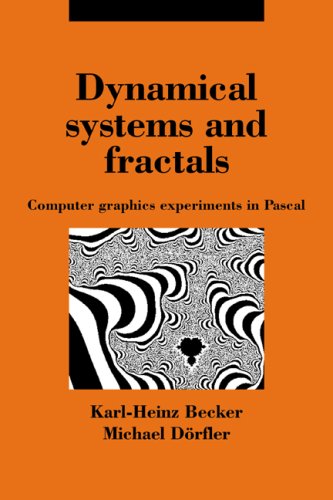 Dynamical
systems and
fractals
Computer graphics experiments in Pascal
Karl-Heinz Becker
Michael Dörfler